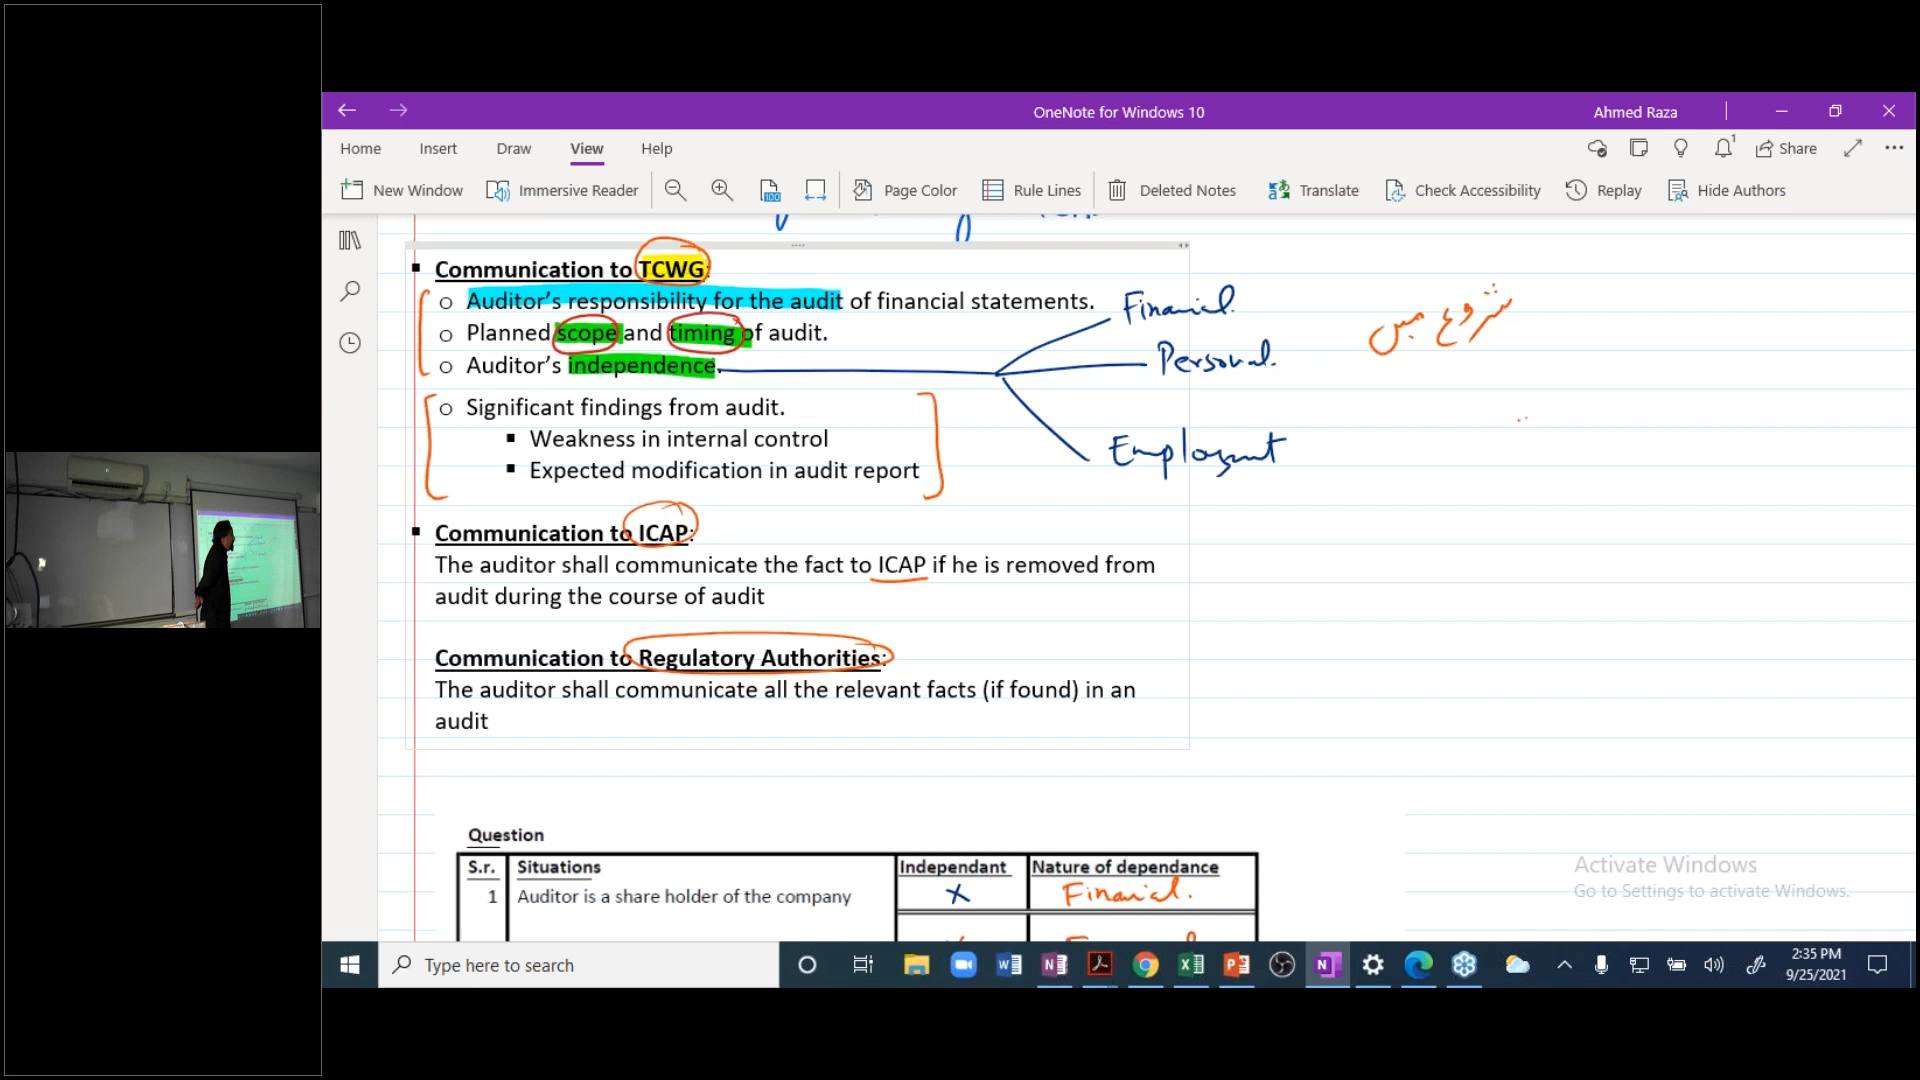 OneNote for Windows 10
Ahmed Raza
Home Insert Draw View Help
1
Share
New Window Immersive Reader 100 Page Color Rule Lines Deleted Notes Translate Check Accessibility Replay Hide Authors
Communication to TCWG:
Auditor's responsibility for the audit of financial statements.
Planned scope and timing of audit.
Auditor's independence.
Financial.
Personal.
Employment
شروع میں
Significant findings from audit.
Weakness in internal control
Expected modification in audit report
Communication to ICAP:
The auditor shall communicate the fact to ICAP if he is removed from
audit during the course of audit
Communication to Regulatory Authorities:
The auditor shall communicate all the relevant facts (if found) in an
audit
Question
S.r. Situations Independant Nature of dependance
1 Auditor is a share holder of the company x Financial.
Activate Windows
Go to Settings to activate Windows.
Type here to search
2:35 PM
9/25/2021